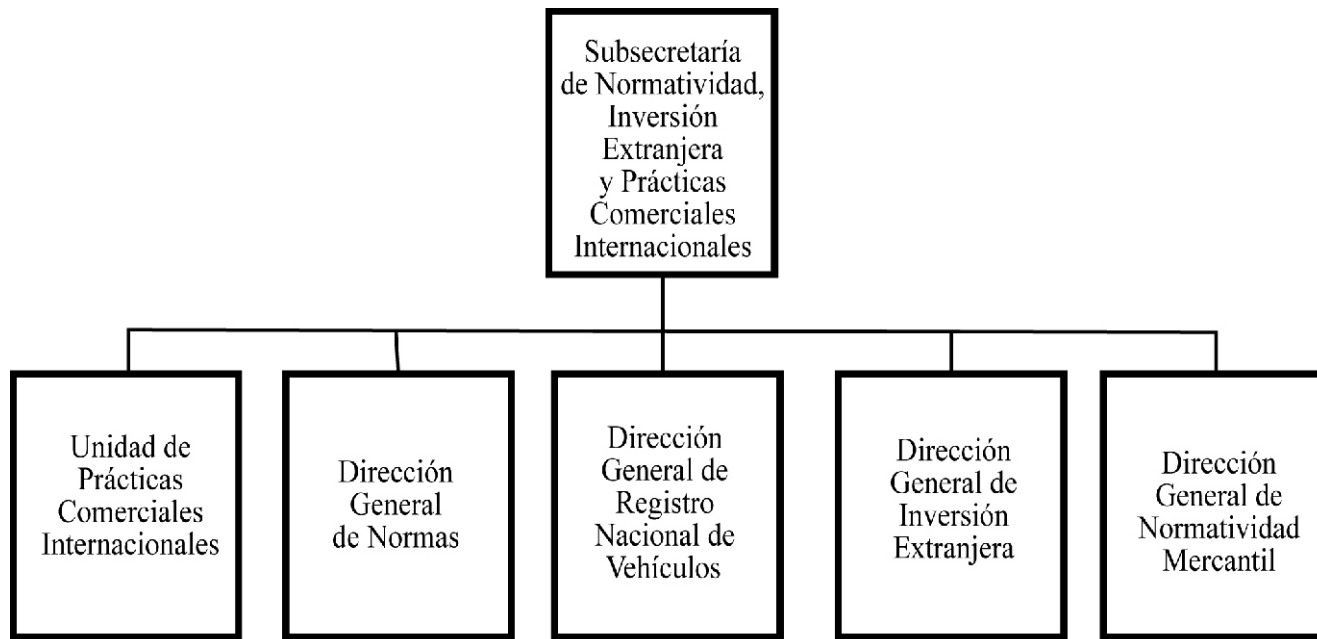 Subsecretaría
de Normatividad,
Inversión
Extranjera
y Prácticas
Comerciales
Internacionales
Unidad de
Prácticas
Comerciales
Internacionales
Dirección
General
de Normas
Dirección
General de
Registro
Nacional de
Vehículos
Dirección
General de
Inversión
Extranjera
Dirección
General de
Normatividad
Mercantil